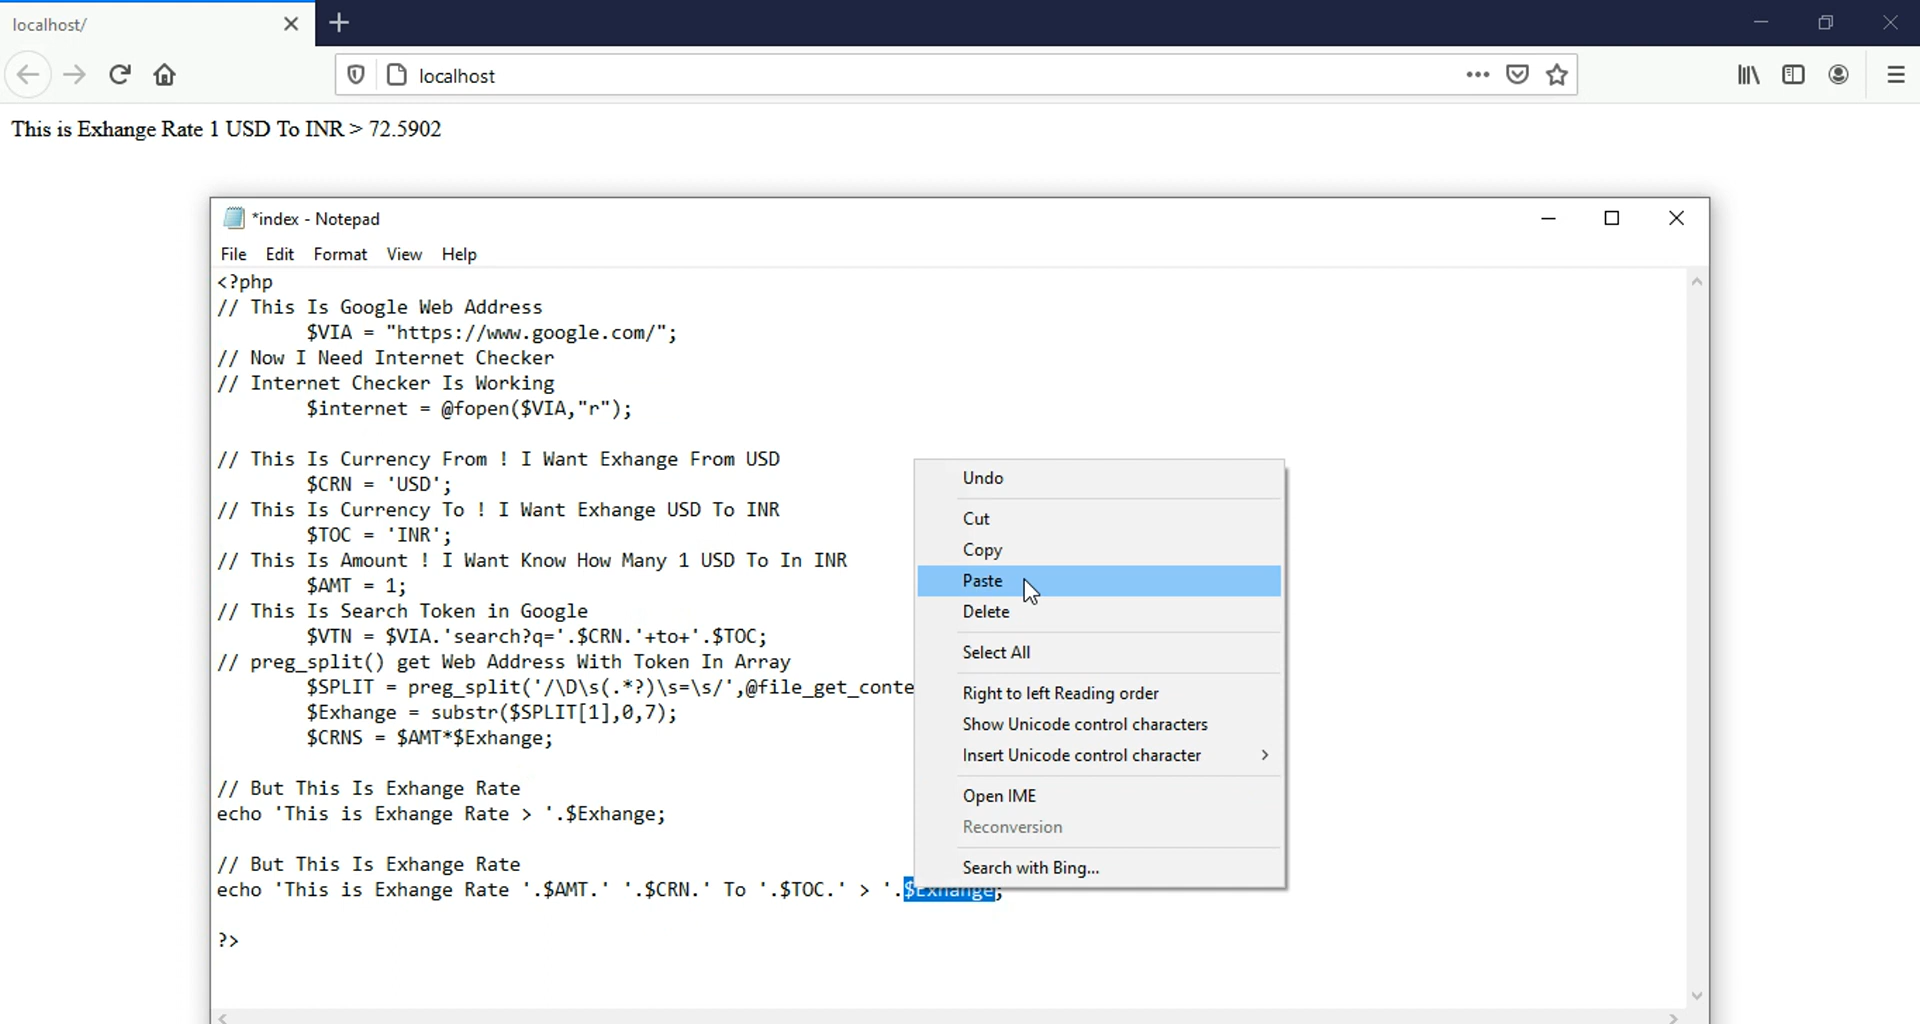 localhost/
localhost
This is Exhange Rate 1 USD To INR > 72.5902
*index - Notepad
File Edit Format View Help
<?php
// This Is Google Web Address
$VIA = "https://www.google.com/";
// Now I Need Internet Checker
// Internet Checker Is Working
$internet = @fopen($VIA,"r");
// This Is Currency From ! I Want Exhange From USD
$CRN = 'USD';
// This Is Currency To ! I Want Exhange USD To INR
$TOC = 'INR';
// This Is Amount ! I Want Know How Many 1 USD To In INR
$AMT = 1;
// This Is Search Token in Google
$VTN = $VIA.'search?q='.$CRN.'+to+'.$TOC;
// preg_split() get Web Address With Token In Array
$SPLIT = preg_split('/\D\s(.*?)\s=\s/',@file_get_conte
$Exhange = substr($SPLIT[1],0,7);
$CRNS = $AMT*$Exhange;
// But This Is Exhange Rate
echo 'This is Exhange Rate > '.$Exhange;
// But This Is Exhange Rate
echo 'This is Exhange Rate '.$AMT.' '.$CRN.' To '.$TOC.' > '.$Exhange;
?>
Undo
Cut
Copy
Paste
Delete
Select All
Right to left Reading order
Show Unicode control characters
Insert Unicode control character
Open IME
Reconversion
Search with Bing...